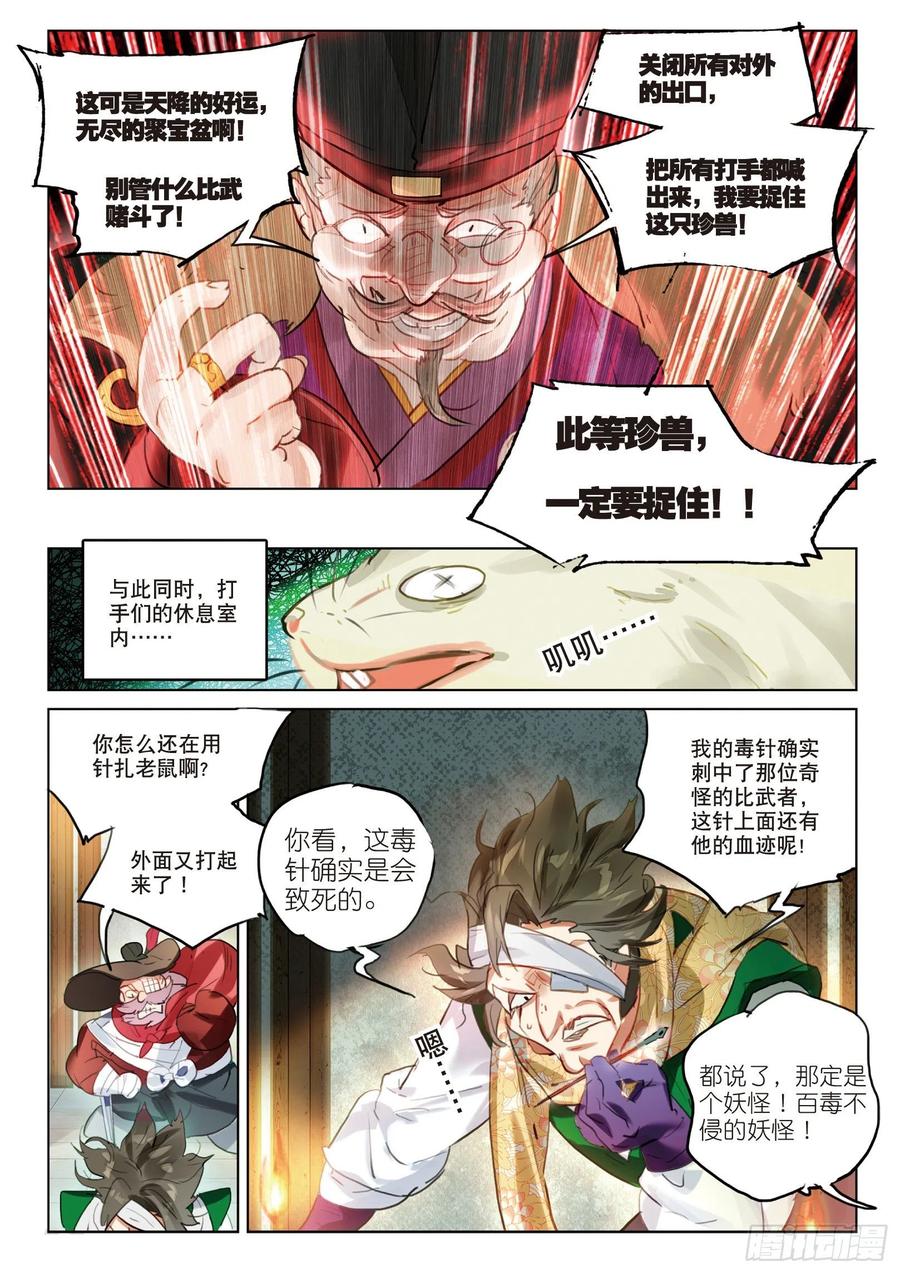 这可是天降的好运，
无尽的聚宝盆啊！
别管什么比武
赌斗了！
关闭所有对外
的出口，
把所有打手都喊
出来，我要捉住
这只珍兽！
此等珍兽，
一定要捉住！！
与此同时，打
手们的休息室
内……
叽叽……
你怎么还在用
针扎老鼠啊？
外面又打起
来了！
你看，这毒
针确实是会
致死的。
我的毒针确实
刺中了那位奇
怪的比武者，
这针上面还有
他的血迹呢！
嗯……
都说了，那定是
个妖怪！百毒不
侵的妖怪！
腾讯动漫